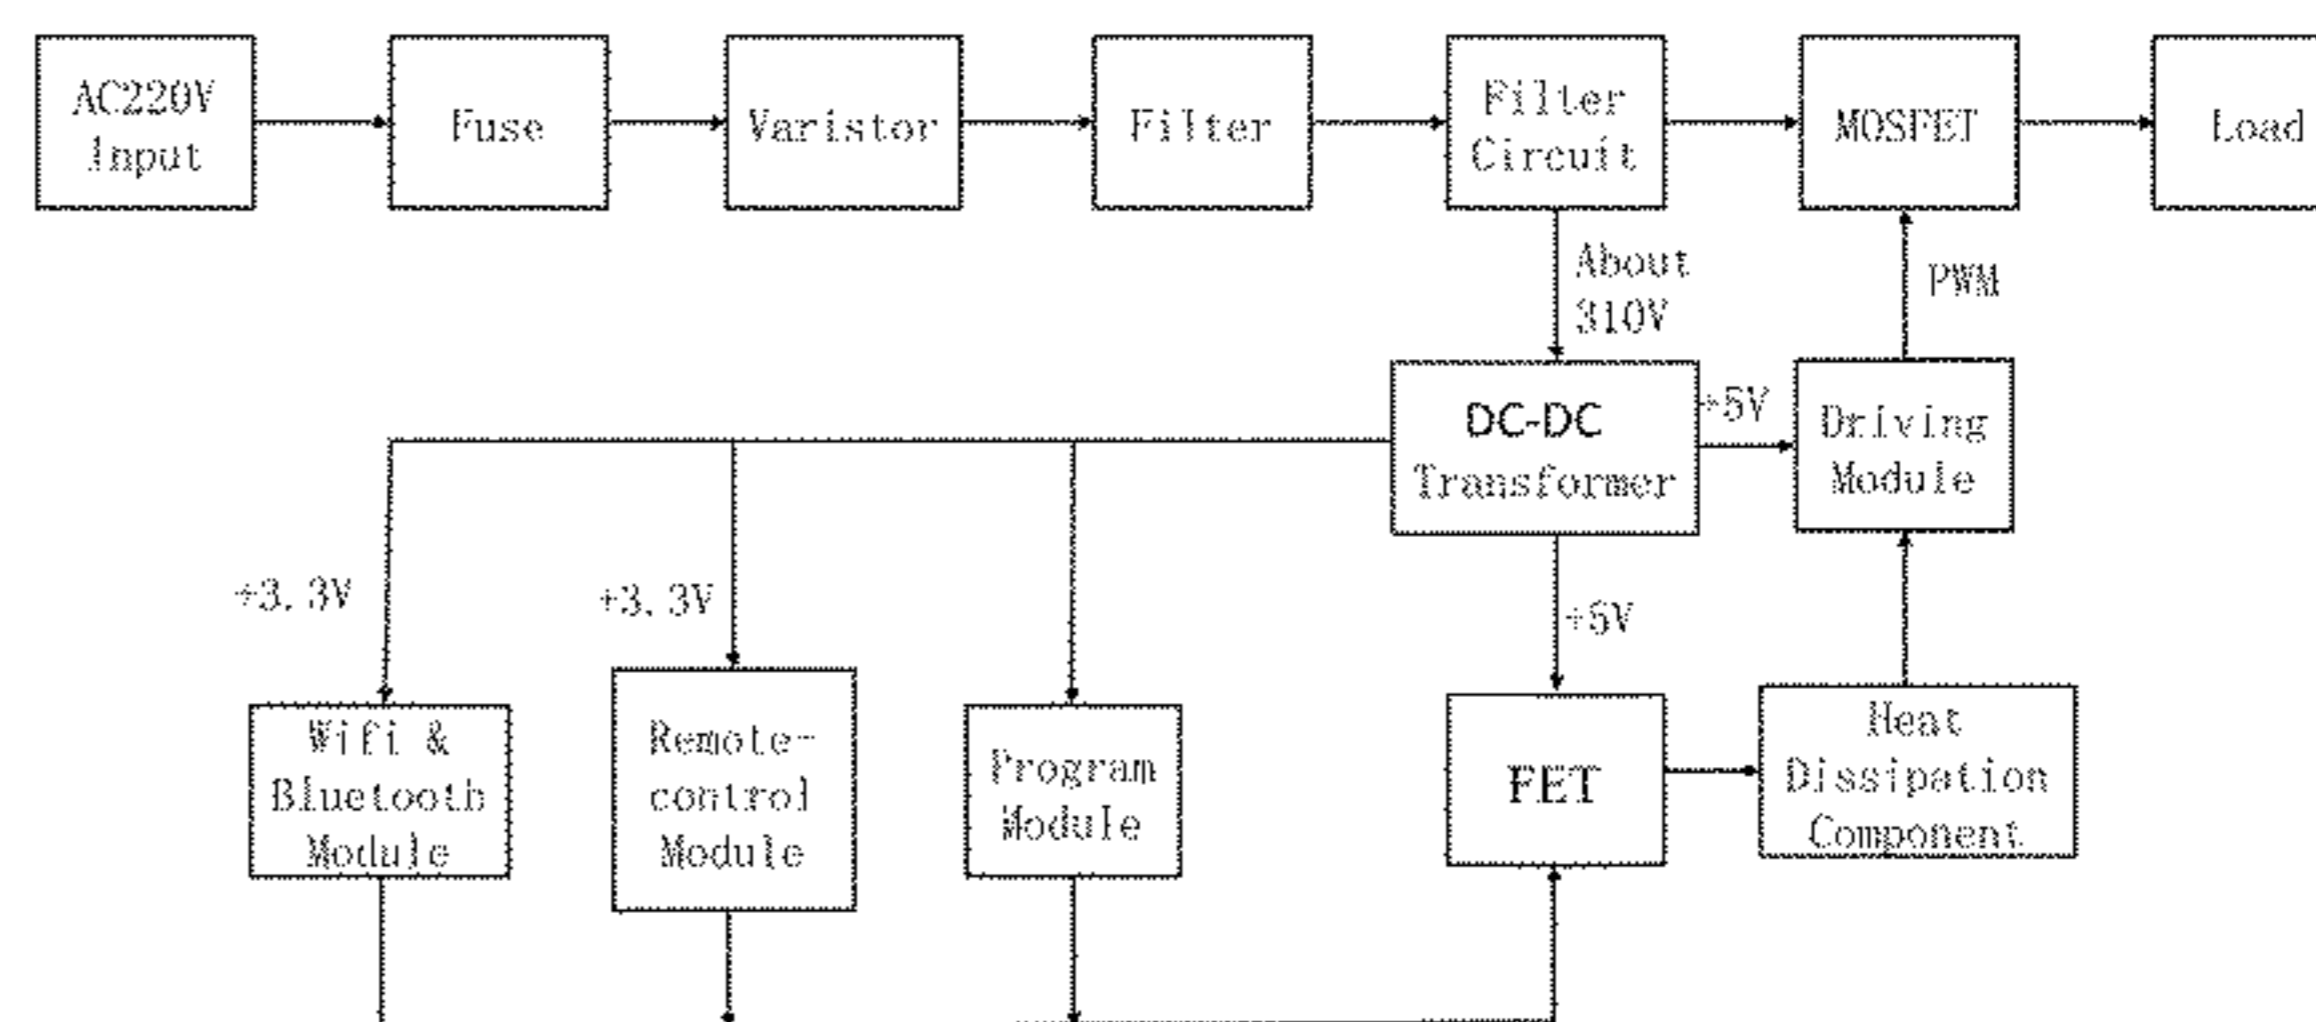 AC220V
Input
Fuse
Varistor
Filter
Filter
Circuit
MOSFET
Load
About
310V
PWM
DC-DC
Transformer
+5V
Driving
Module
+3.3V
+3.3V
+5V
Wifi &
Bluetooth
Module
Remote-
control
Module
Program
Module
FET
Heat
Dissipation
Component